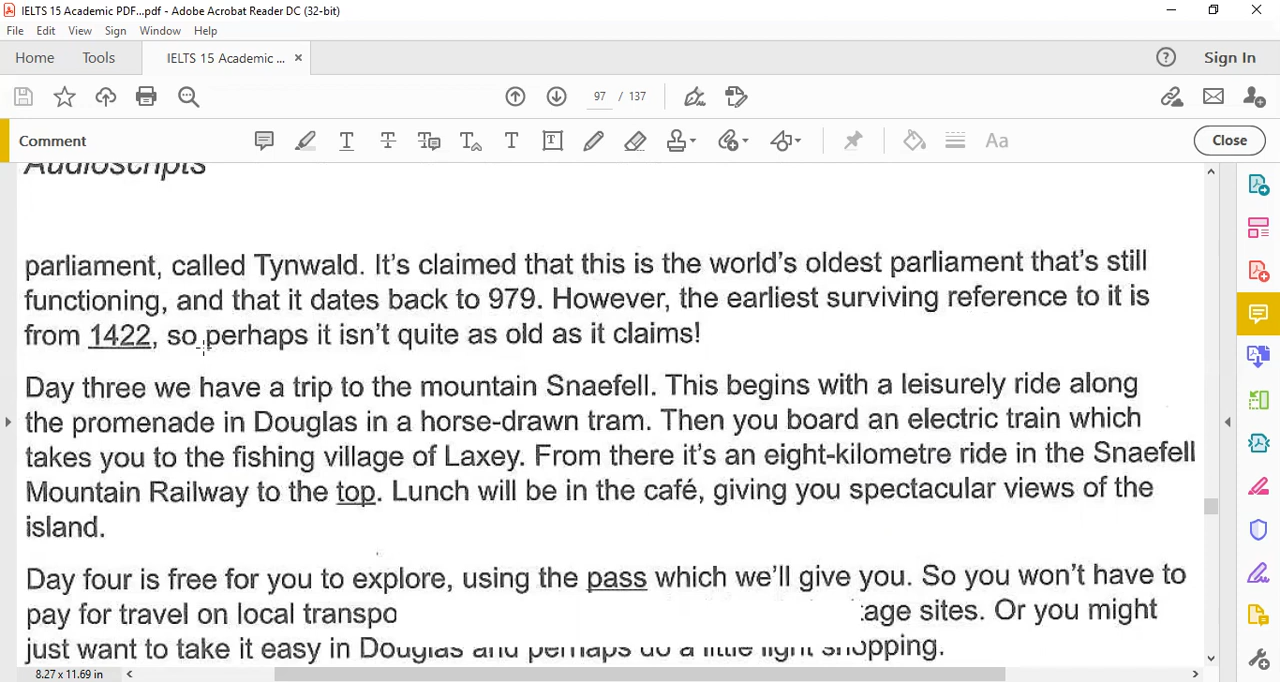 IELTS 15 Academic PDF...pdf - Adobe Acrobat Reader DC (32-bit)
File Edit View Sign Window Help
Home Tools IELTS 15 Academic ... × Sign In
97 / 137
Comment Close
Audioscripts
parliament, called Tynwald. It's claimed that this is the world's oldest parliament that's still
functioning, and that it dates back to 979. However, the earliest surviving reference to it is
from 1422, so perhaps it isn't quite as old as it claims!
Day three we have a trip to the mountain Snaefell. This begins with a leisurely ride along
the promenade in Douglas in a horse-drawn tram. Then you board an electric train which
takes you to the fishing village of Laxey. From there it's an eight-kilometre ride in the Snaefell
Mountain Railway to the top. Lunch will be in the café, giving you spectacular views of the
island.
Day four is free for you to explore, using the pass which we'll give you. So you won't have to
pay for travel on local transpo tage sites. Or you might
just want to take it easy in Douglas and perhaps do a little light shopping.
8.27 x 11.69 in